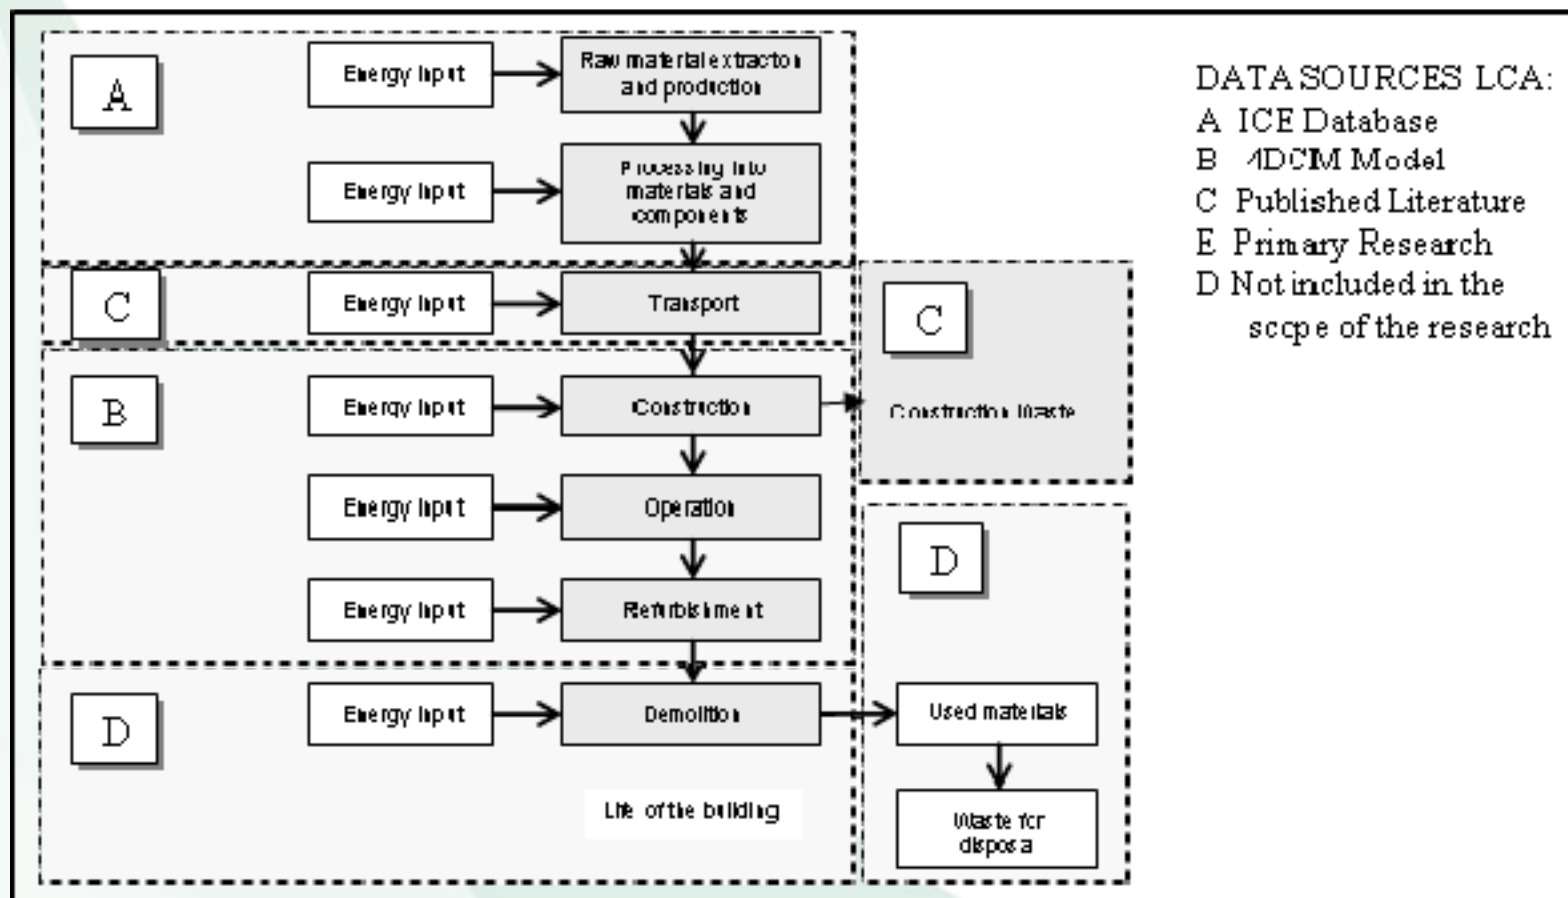 A
Energy Input
Raw material extraction
and production
Energy Input
Processing into
materials and
components
C
Energy Input
Transport
C
Construction Waste
B
Energy Input
Construction
Energy Input
Operation
Energy Input
Refurbishment
D
D
Energy Input
Demolition
Used materials
Life of the building
Waste for
disposal
DATA SOURCES LCA:
A ICE Database
B 4DCM Model
C Published Literature
E Primary Research
D Not included in the
scope of the research